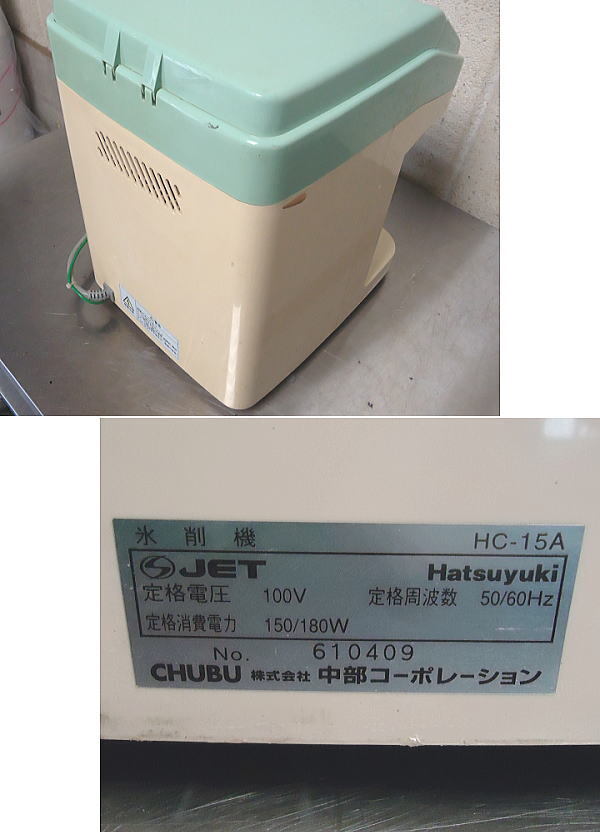 氷削機 HC-15A
JET Hatsuyuki
定格電圧 100V 定格周波数 50/60Hz
定格消費電力 150/180W
No. 610409
CHUBU 株式会社 中部コーポレーション